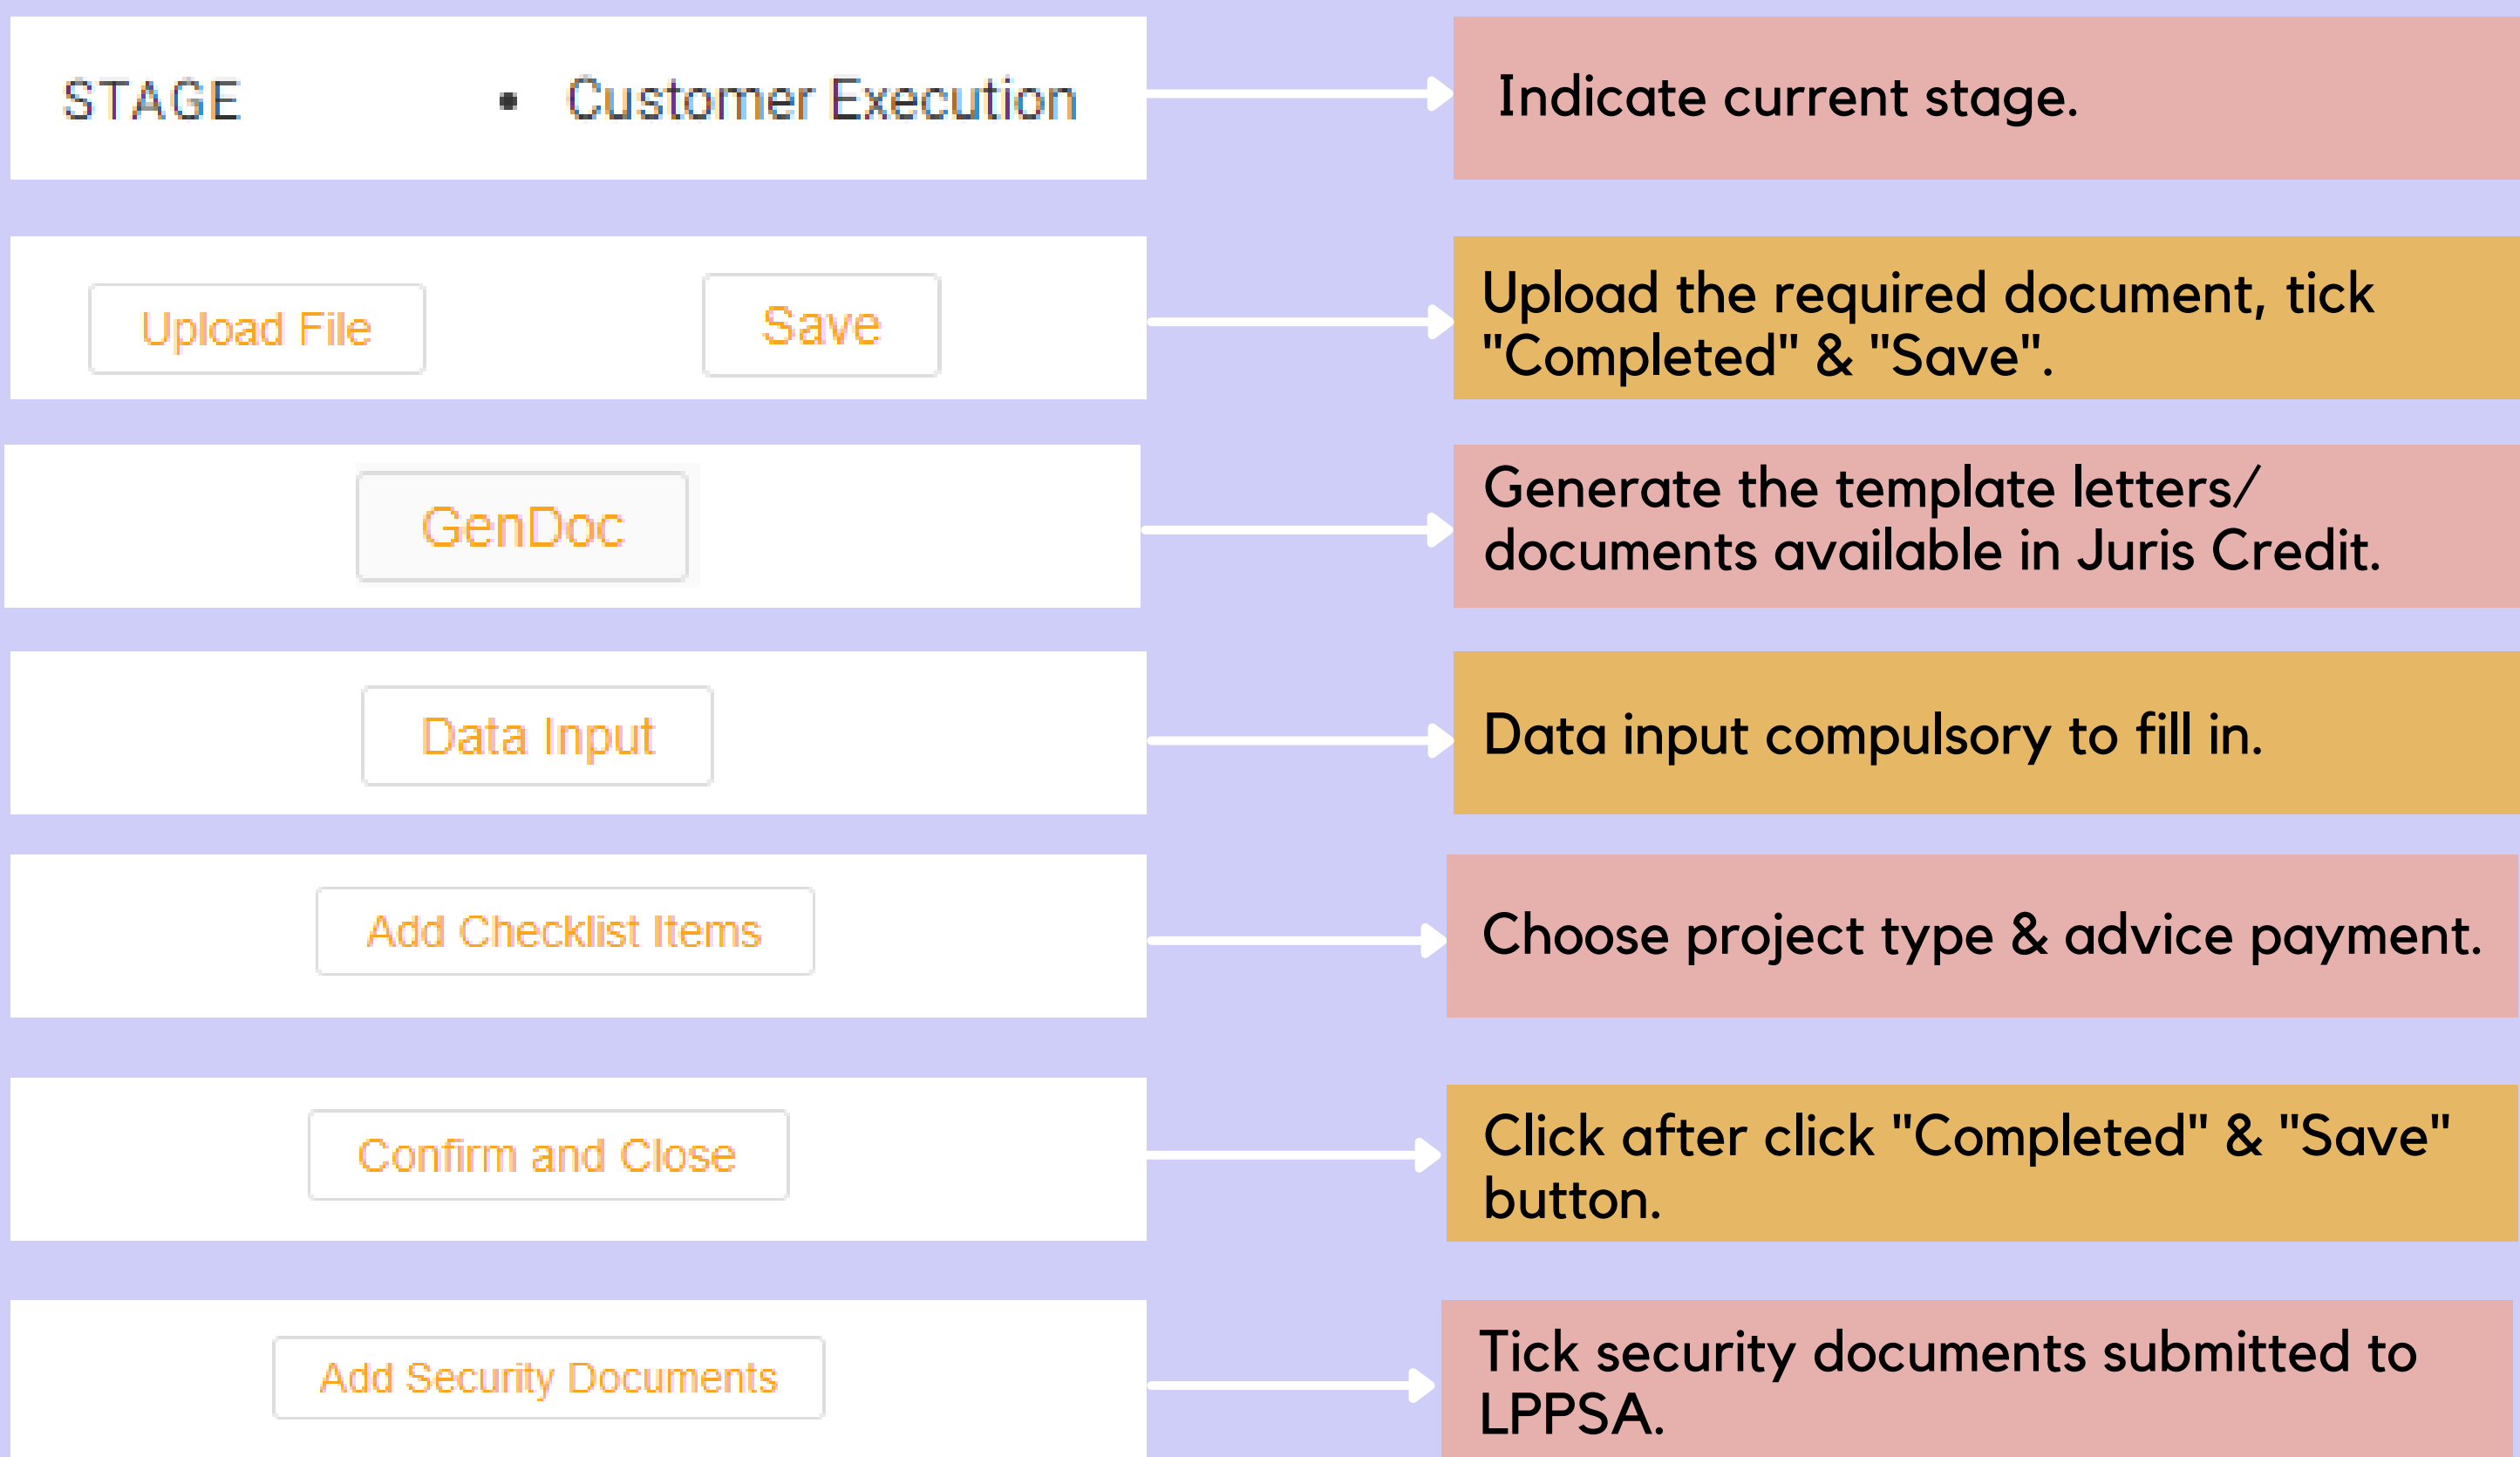 STAGE • Customer Execution
Indicate current stage.
Upload File Save
Upload the required document, tick
"Completed" & "Save".
GenDoc
Generate the template letters/
documents available in Juris Credit.
Data Input
Data input compulsory to fill in.
Add Checklist Items
Choose project type & advice payment.
Confirm and Close
Click after click "Completed" & "Save"
button.
Add Security Documents
Tick security documents submitted to
LPPSA.